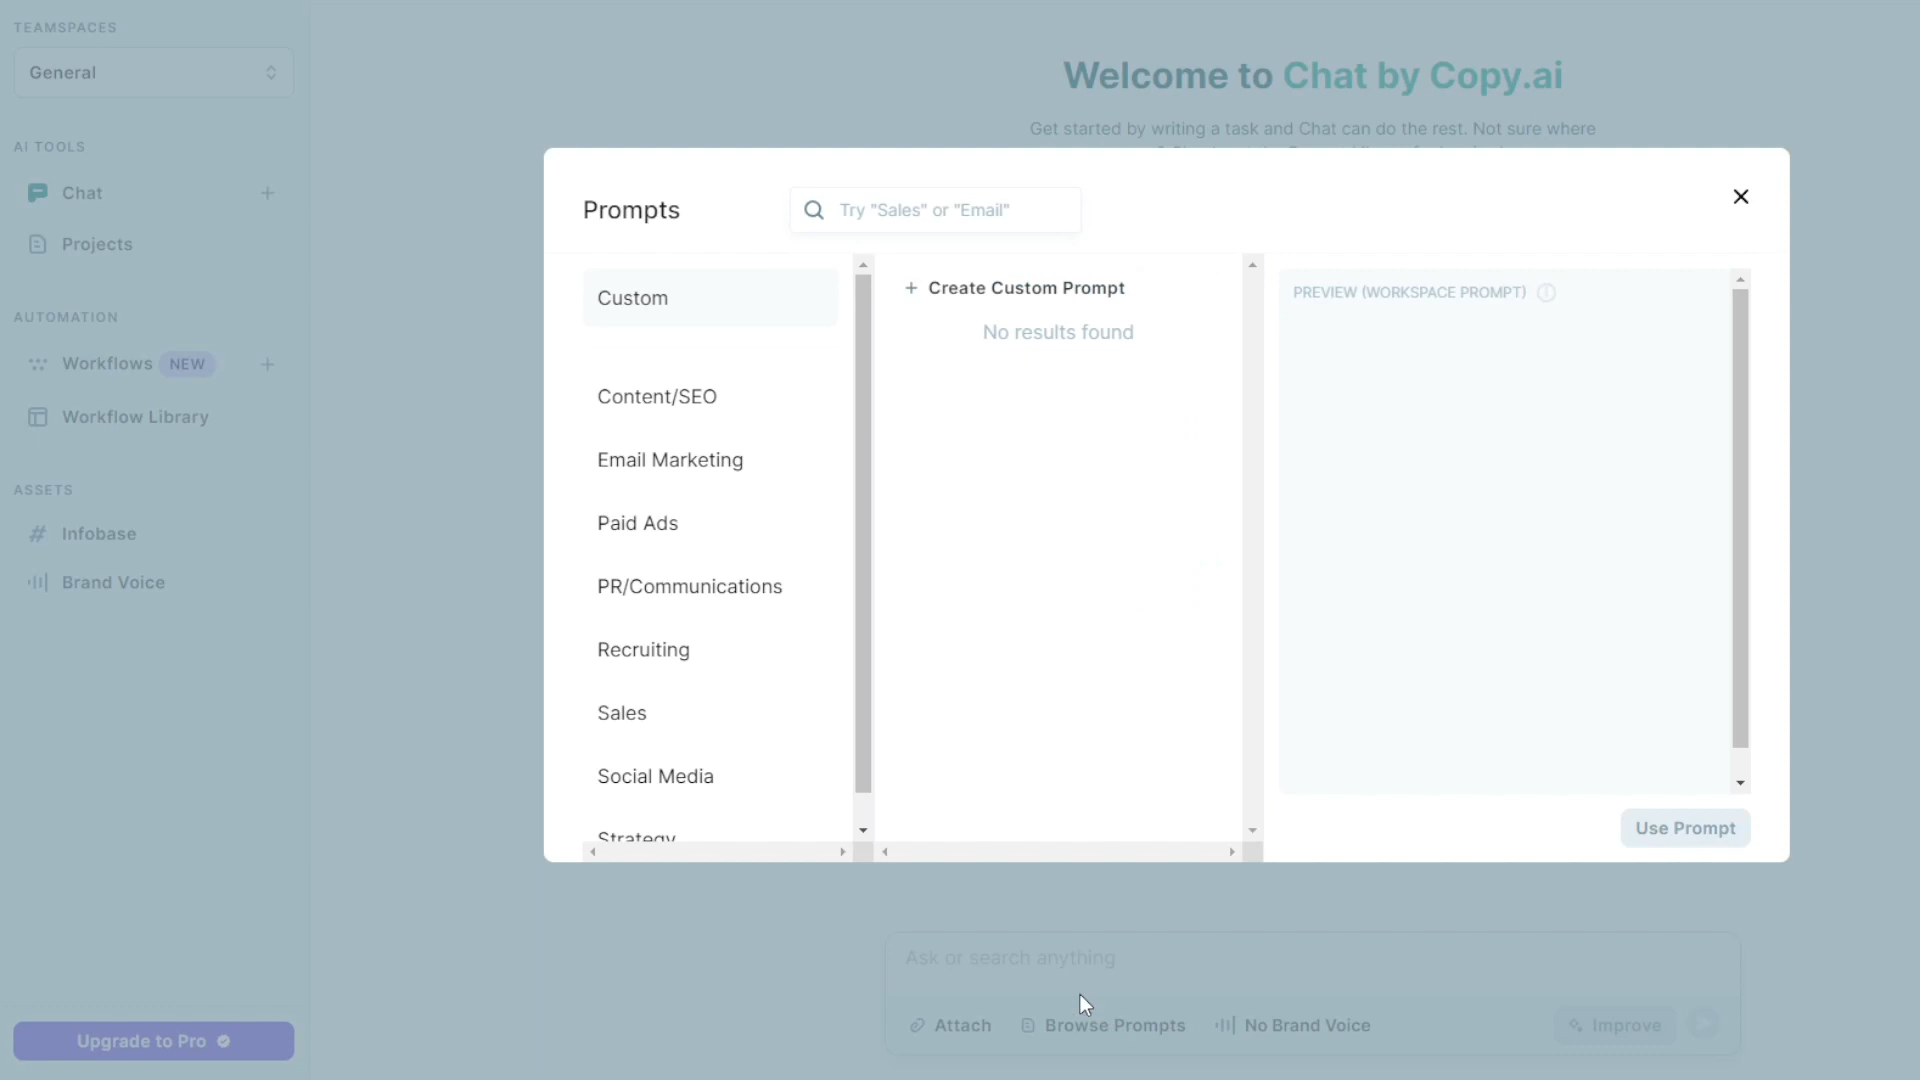 TEAMSPACES
General
AI TOOLS
Chat
Projects
AUTOMATION
Workflows NEW
Workflow Library
ASSETS
Infobase
Brand Voice
Upgrade to Pro
Welcome to Chat by Copy.ai
Get started by writing a task and Chat can do the rest. Not sure where
Prompts
Try "Sales" or "Email"
Custom
Content/SEO
Email Marketing
Paid Ads
PR/Communications
Recruiting
Sales
Social Media
Strategy
+ Create Custom Prompt
No results found
PREVIEW (WORKSPACE PROMPT)
Use Prompt
Ask or search anything
Attach
Browse Prompts
No Brand Voice
Improve